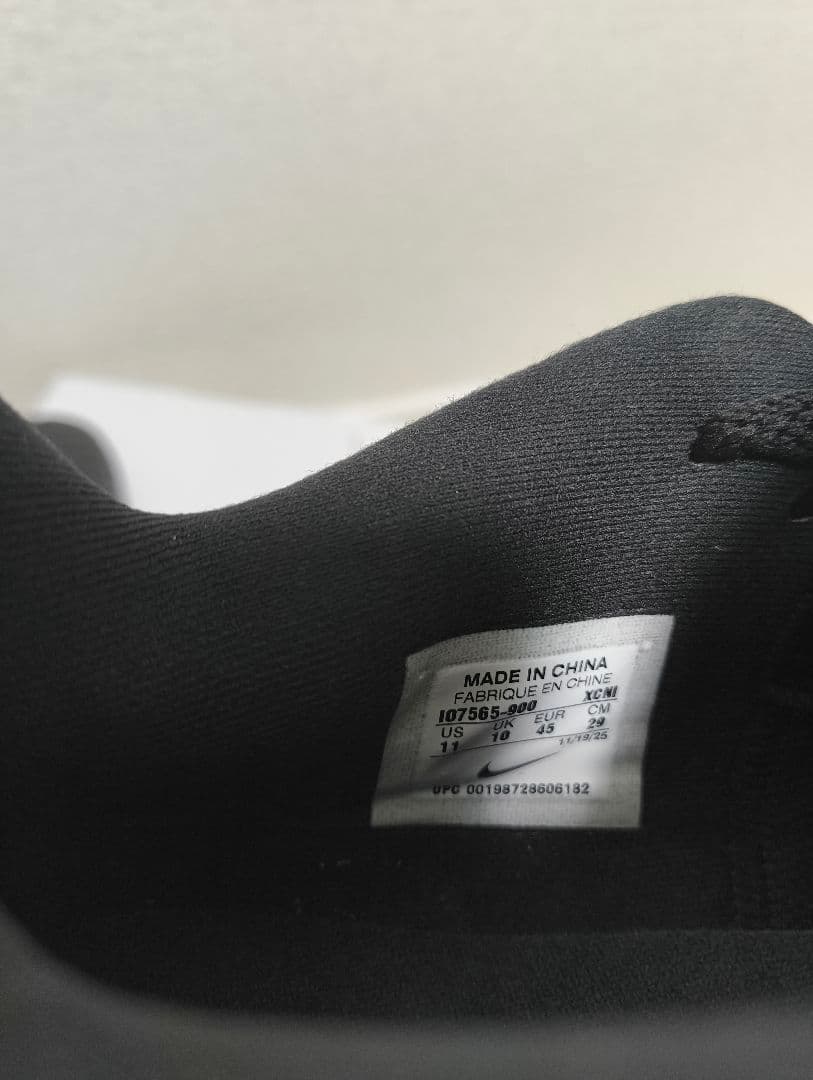 MADE IN CHINA
FABRIQUE EN CHINE
IO7565-900 XCNI
US UK EUR CM
11 10 45 29
11/19/25
UPC 00198728606182